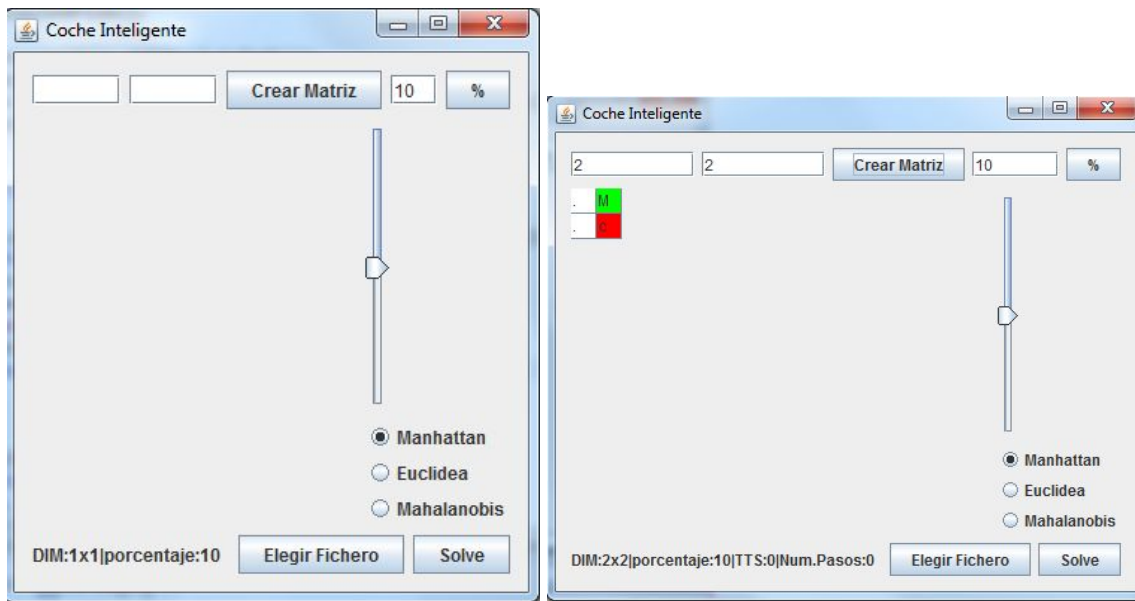 Coche Inteligente
Crear Matriz 10 %
Manhattan
Euclidea
Mahalanobis
DIM:1x1|porcentaje:10 Elegir Fichero Solve
Coche Inteligente
2 2 Crear Matriz 10 %
. M
. C
Manhattan
Euclidea
Mahalanobis
DIM:2x2|porcentaje:10|TTS:0|Num.Pasos:0 Elegir Fichero Solve